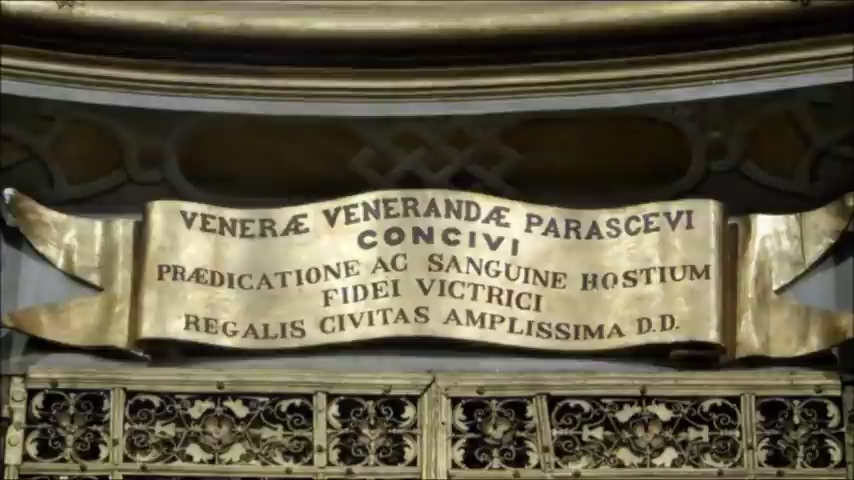 VENERÆ VENERANDÆ PARASCEVI
CONCIVI
PRÆDICATIONE AC SANGUINE HOSTIUM
FIDEI VICTRICI
REGALIS CIVITAS AMPLISSIMA D.D.